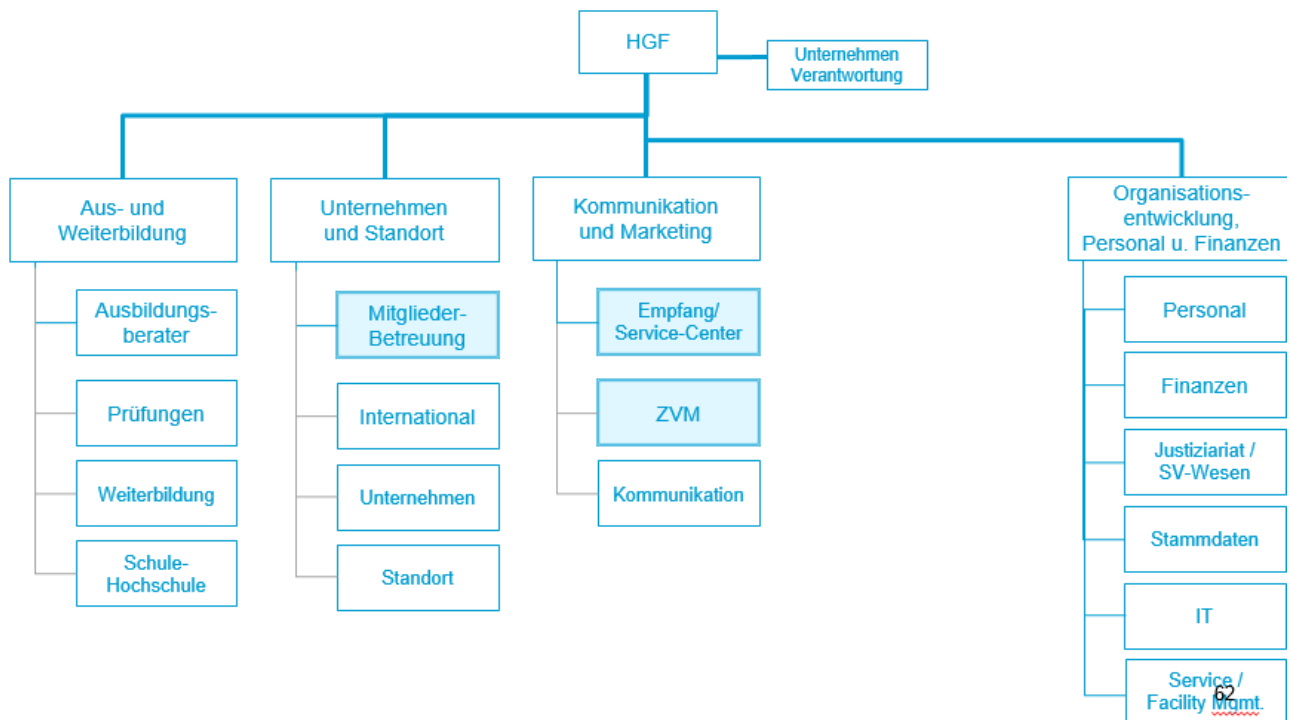 HGF
Unternehmen
Verantwortung
Aus- und
Weiterbildung
Ausbildungs-
berater
Prüfungen
Weiterbildung
Schule-
Hochschule
Unternehmen
und Standort
Mitglieder-
Betreuung
International
Unternehmen
Standort
Kommunikation
und Marketing
Empfang/
Service-Center
ZVM
Kommunikation
Organisations-
entwicklung,
Personal u. Finanzen
Personal
Finanzen
Justiziariat /
SV-Wesen
Stammdaten
IT
Service /
Facility Mgmt.
62